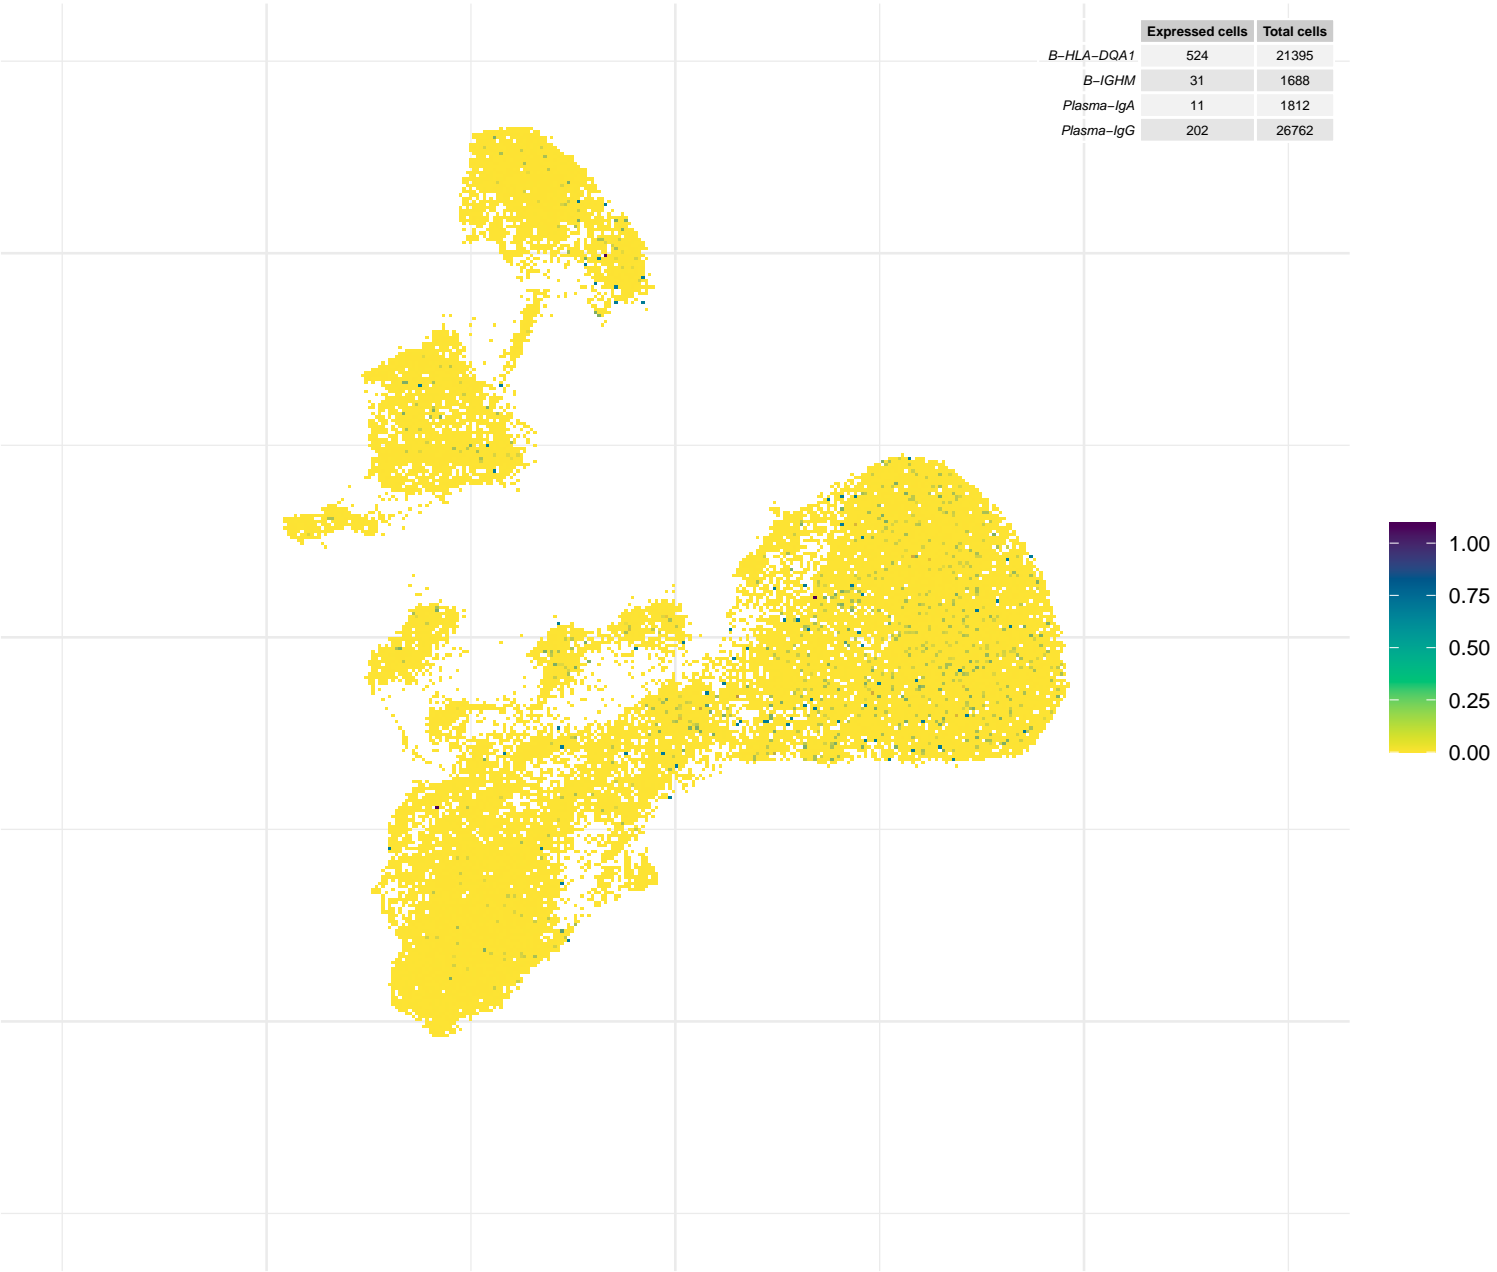 Expressed cells Total cells
B−HLA−DQA1 524 21395
B−IGHM 31 1688
Plasma−IgA 11 1812
Plasma−IgG 202 26762
1.00
0.75
0.50
0.25
0.00